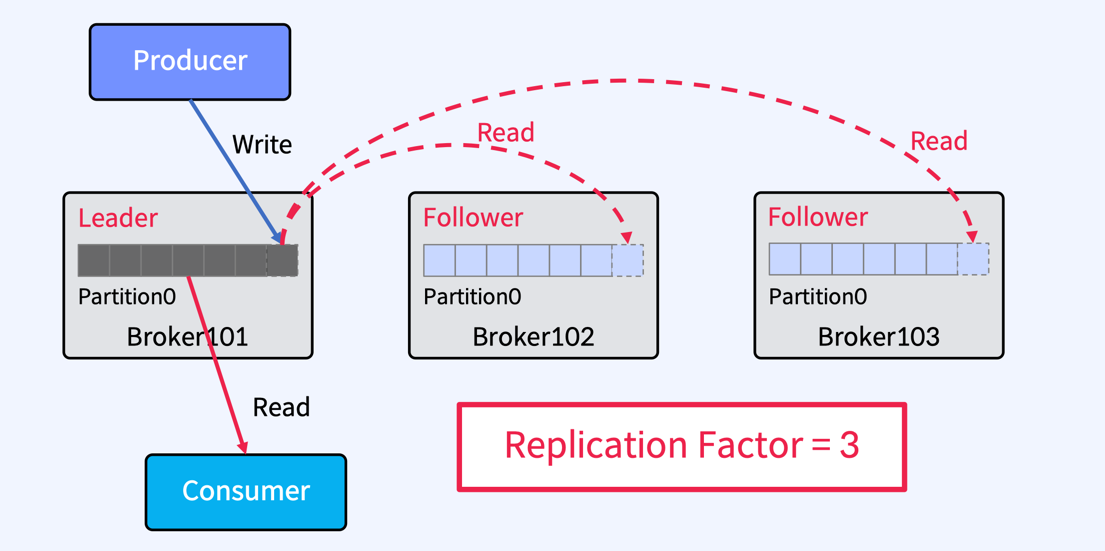 Producer
Write
Read
Read
Leader
Follower
Follower
Partition0
Partition0
Partition0
Broker101
Broker102
Broker103
Read
Replication Factor = 3
Consumer